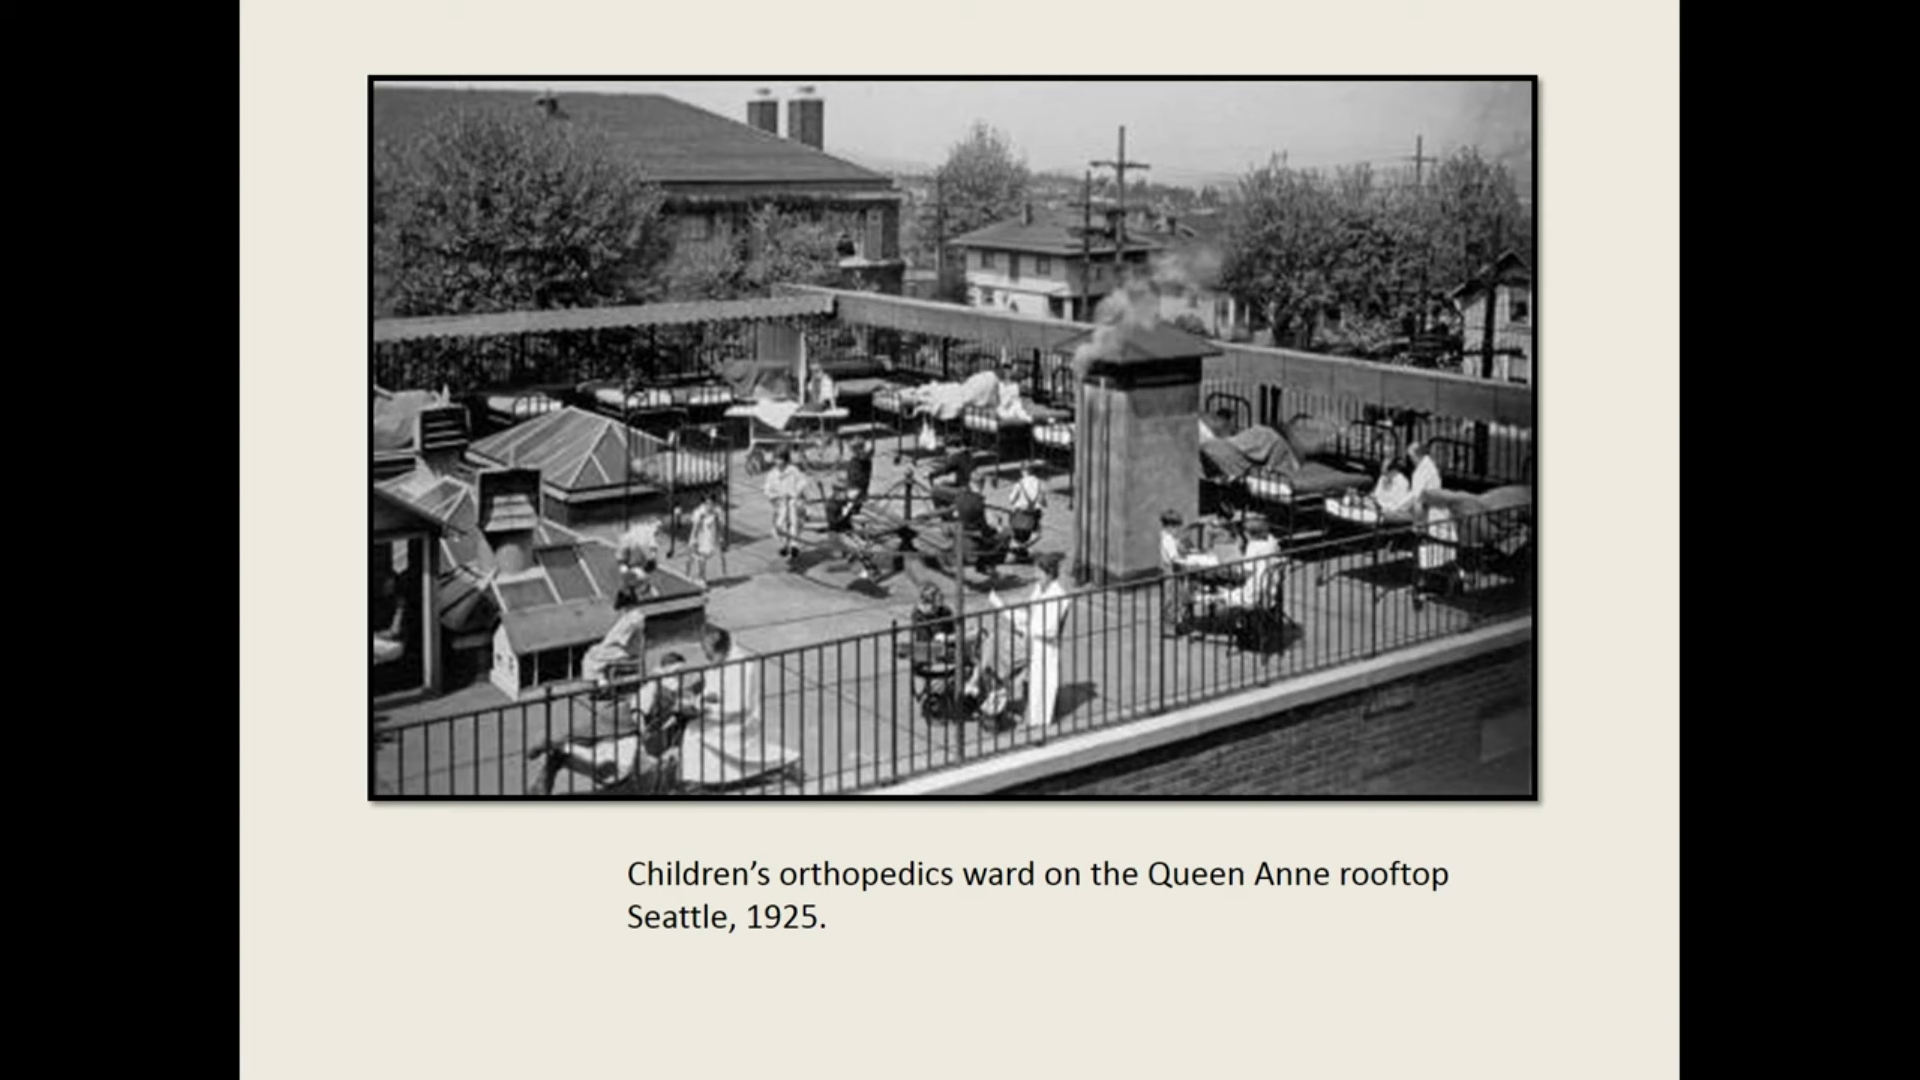 Children’s orthopedics ward on the Queen Anne rooftop
Seattle, 1925.